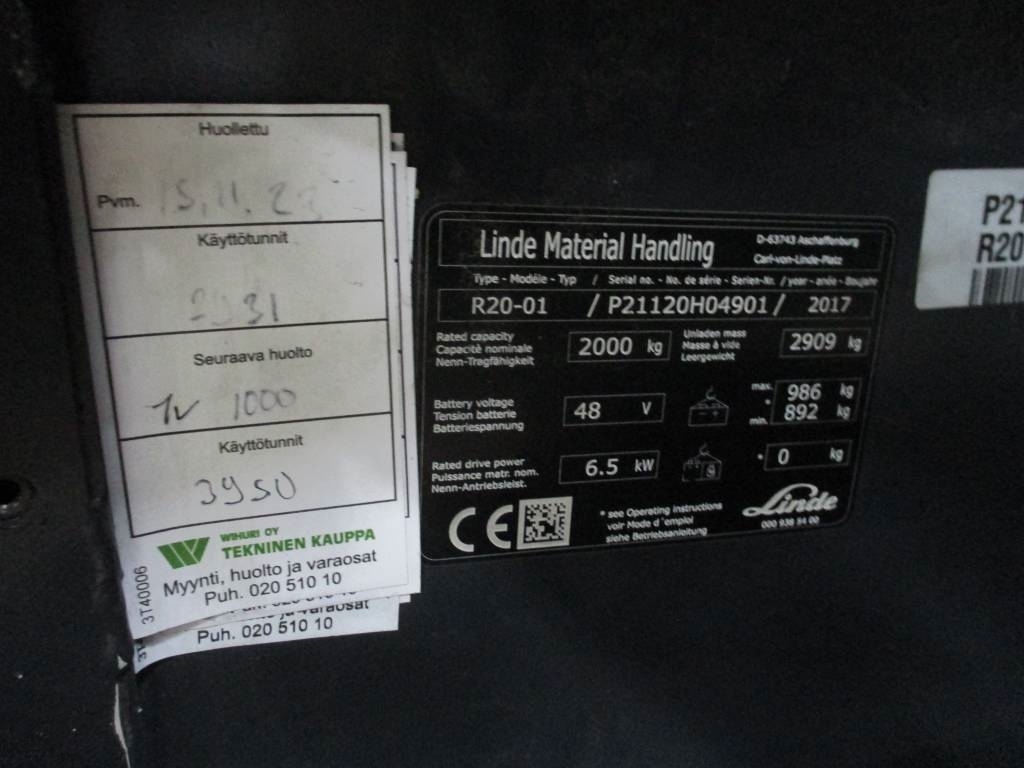 Huollettu
Pvm. 15.11.23
Käyttötunnit
2931
Seuraava huolto
1v 1000
Käyttötunnit
3950
WIHURI OY
TEKNINEN KAUPPA
Myynti, huolto ja varaosat
Puh. 020 510 10
3T40006
Puh. 020 510 10
Linde Material Handling
D-63743 Aschaffenburg
Carl-von-Linde-Platz
Type - Modéle - Typ / Serial no. - No. de série - Serien-Nr. / year - année - Baujahr
R20-01 / P21120H04901 / 2017
Rated capacity
Capacité nominale
Nenn-Tragfähigkeit
2000 kg
Unladen mass
Masse à vide
Leergewicht
2909 kg
Battery voltage
Tension batterie
Batteriespannung
48 V
max. 986 kg
*
min. 892 kg
Rated drive power
Puissance matr. nom.
Nenn-Antriebsleist.
6.5 kW
* 0 kg
CE
* see Operating instructions
voir Mode d'emploi
siehe Betriebsanleitung
Linde
P21
R20